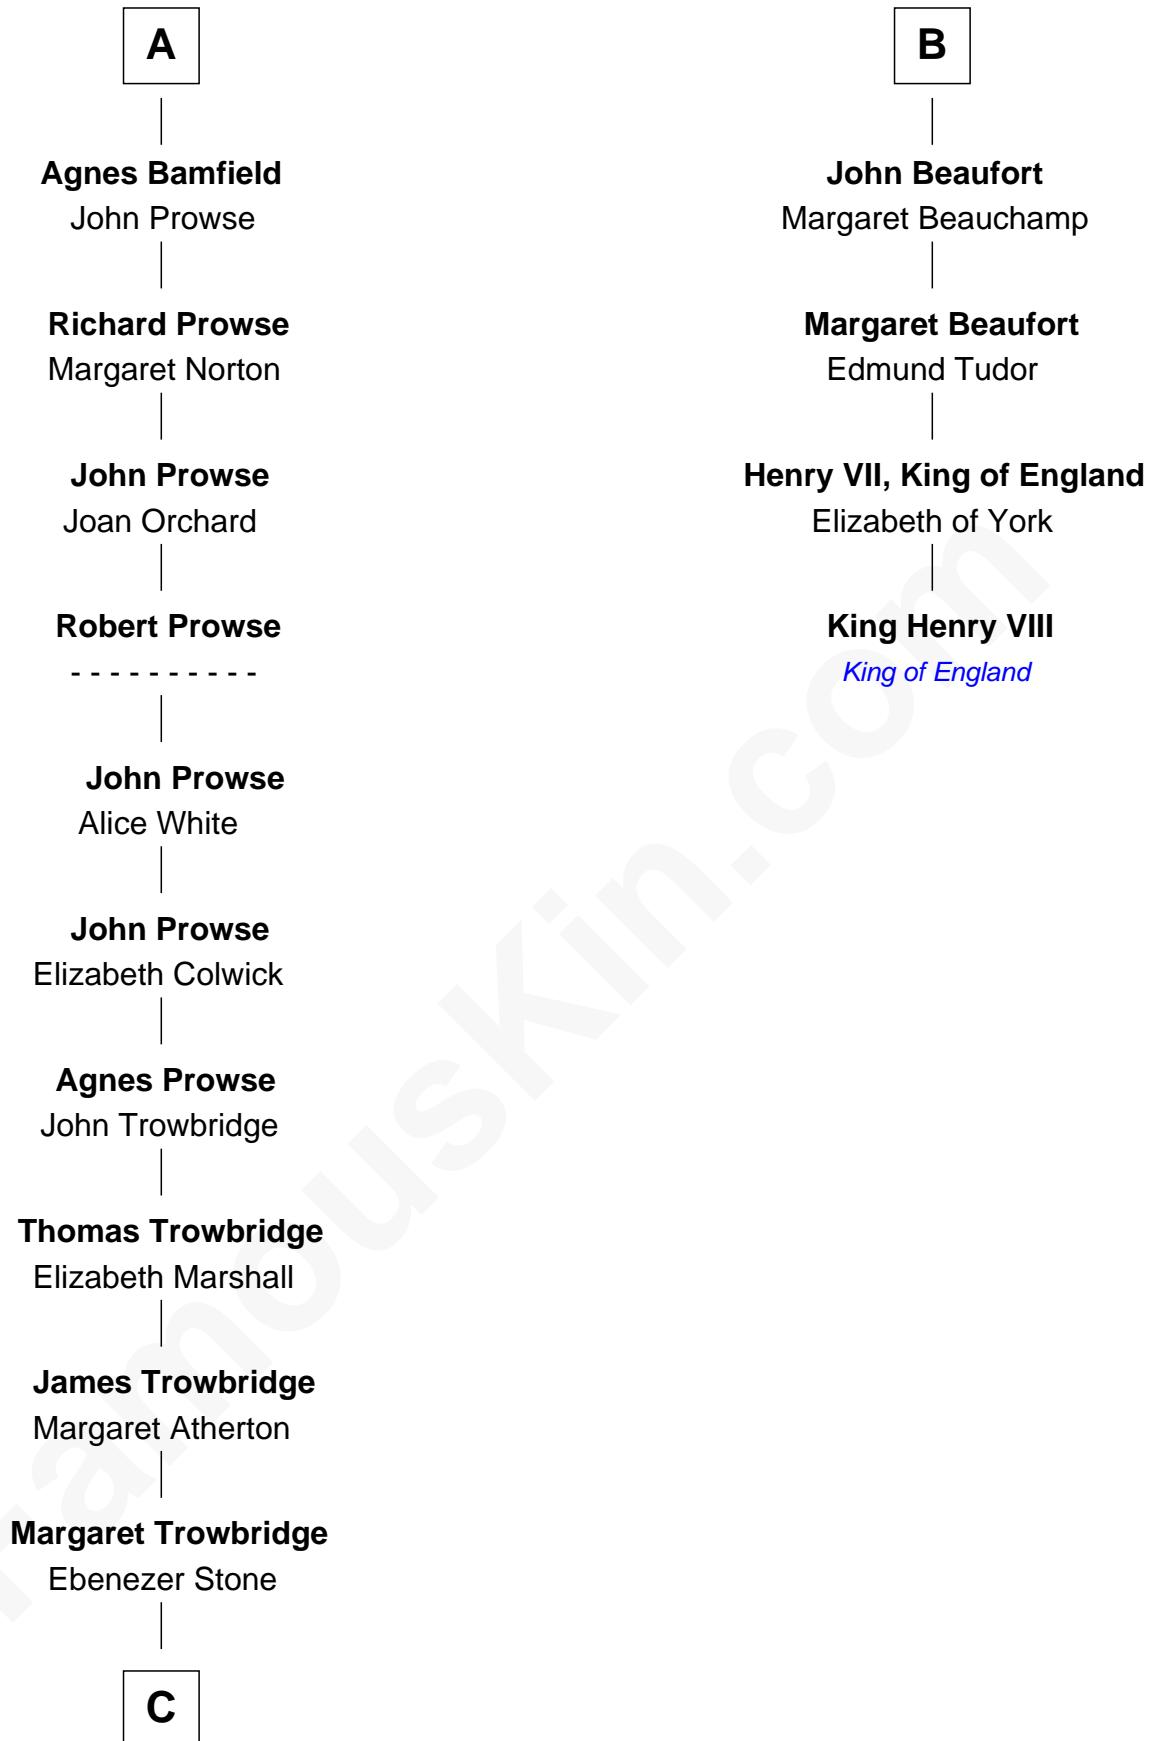 A
Agnes Bamfield
John Prowse
Richard Prowse
Margaret Norton
John Prowse
Joan Orchard
Robert Prowse
- - - - - - - - - -
John Prowse
Alice White
John Prowse
Elizabeth Colwick
Agnes Prowse
John Trowbridge
Thomas Trowbridge
Elizabeth Marshall
James Trowbridge
Margaret Atherton
Margaret Trowbridge
Ebenezer Stone
C
B
John Beaufort
Margaret Beauchamp
Margaret Beaufort
Edmund Tudor
Henry VII, King of England
Elizabeth of York
King Henry VIII
King of England
FamousKin.com